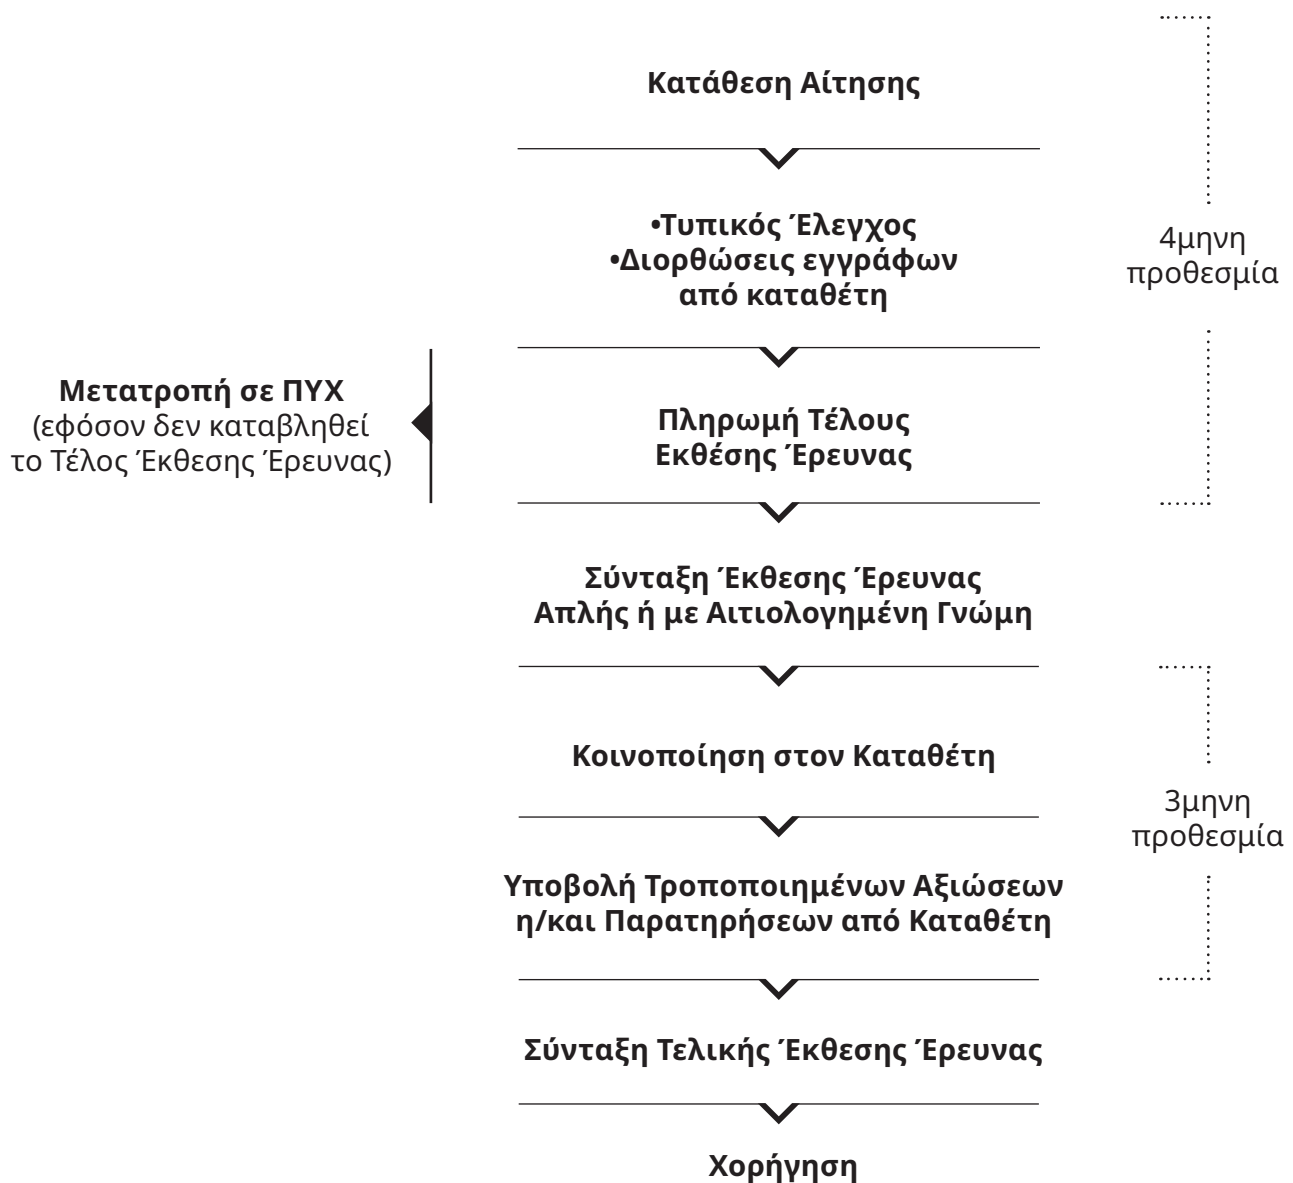 Κατάθεση Αίτησης
•Τυπικός Έλεγχος
•Διορθώσεις εγγράφων
από καταθέτη
4μηνη
προθεσμία
Μετατροπή σε ΠΥΧ
(εφόσον δεν καταβληθεί
το Τέλος Έκθεσης Έρευνας)
Πληρωμή Τέλους
Εκθέσης Έρευνας
Σύνταξη Έκθεσης Έρευνας
Απλής ή με Αιτιολογημένη Γνώμη
Κοινοποίηση στον Καταθέτη
3μηνη
προθεσμία
Υποβολή Τροποποιημένων Αξιώσεων
η/και Παρατηρήσεων από Καταθέτη
Σύνταξη Τελικής Έκθεσης Έρευνας
Χορήγηση